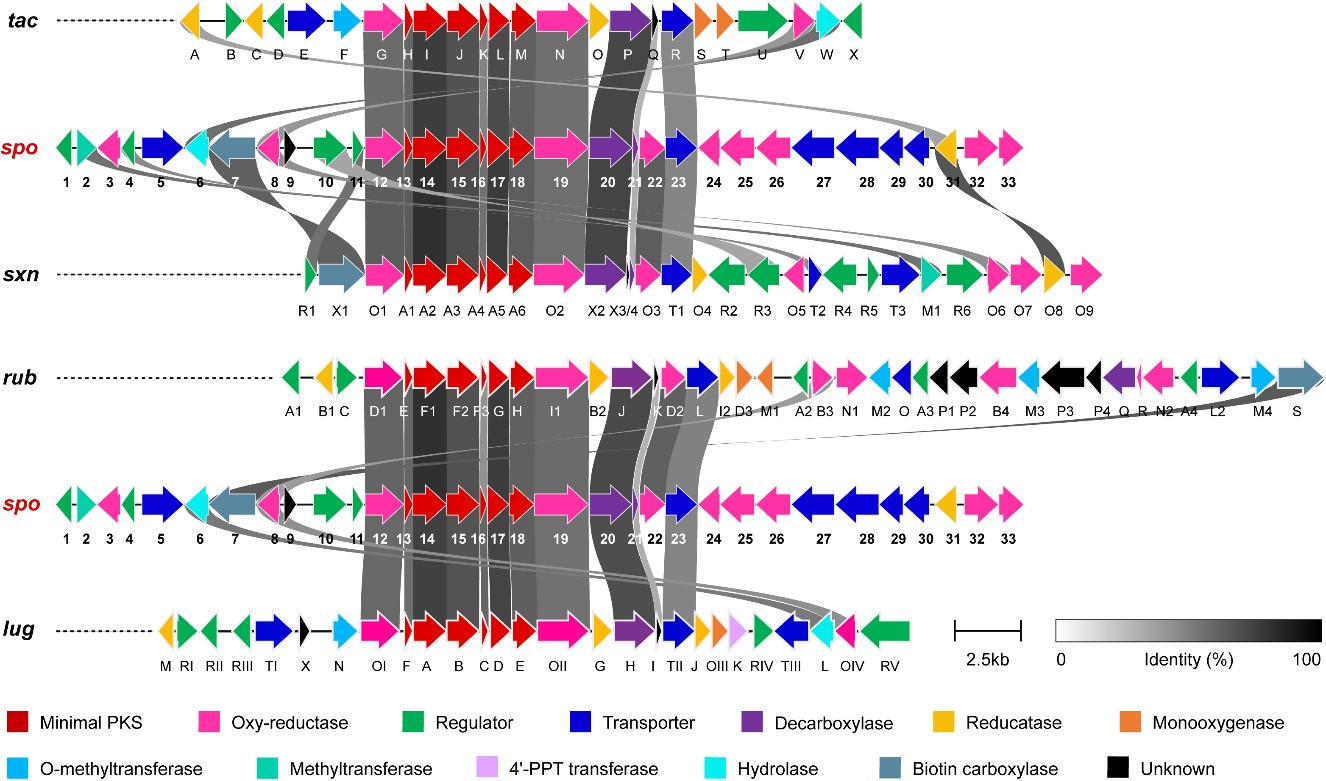 tac
A B C D E F G H I J K L M N O P Q R S T U V W X
spo
1 2 3 4 5 6 7 8 9 10 11 12 13 14 15 16 17 18 19 20 21 22 23 24 25 26 27 28 29 30 31 32 33
sxn
R1 X1 O1 A1 A2 A3 A4 A5 A6 O2 X2 X3/4 O3 T1 O4 R2 R3 O5 T2 R4 R5 T3 M1 R6 O6 O7 O8 O9
rub
A1 B1 C D1 E F1 F2 F3 G H I1 B2 J K D2 L I2 D3 M1 A2 B3 N1 M2 O A3 P1 P2 B4 M3 P3 P4 Q R N2 A4 L2 M4 S
spo
1 2 3 4 5 6 7 8 9 10 11 12 13 14 15 16 17 18 19 20 21 22 23 24 25 26 27 28 29 30 31 32 33
lug
M RI RII RIII TI X N OI F A B C D E OII G H I TII J OIII K RIV TIII L OIV RV
2.5kb
0 Identity (%) 100
Minimal PKS Oxy-reductase Regulator Transporter Decarboxylase Reducatase Monooxygenase
O-methyltransferase Methyltransferase 4'-PPT transferase Hydrolase Biotin carboxylase Unknown